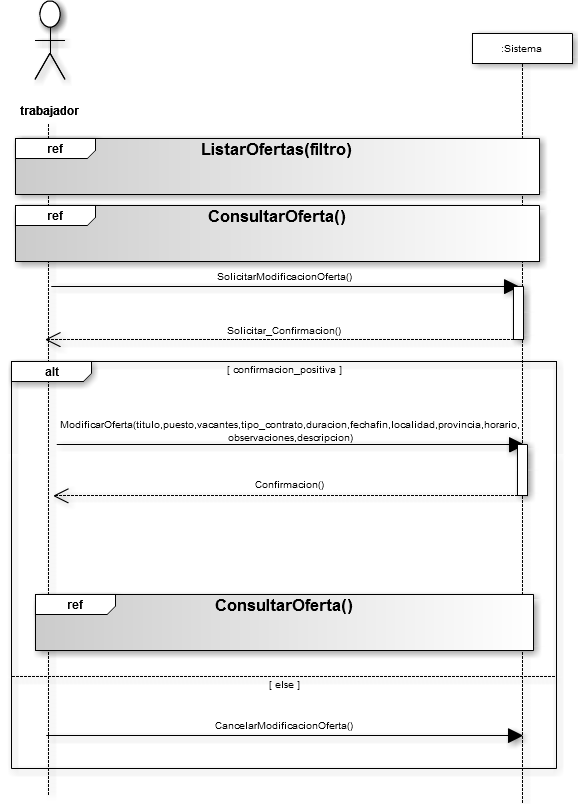 :Sistema
trabajador
ref
ListarOfertas(filtro)
ref
ConsultarOferta()
SolicitarModificacionOferta()
Solicitar_Confirmacion()
alt
[ confirmacion_positiva ]
ModificarOferta(titulo,puesto,vacantes,tipo_contrato,duracion,fechafin,localidad,provincia,horario,
observaciones,descripcion)
Confirmacion()
ref
ConsultarOferta()
[ else ]
CancelarModificacionOferta()